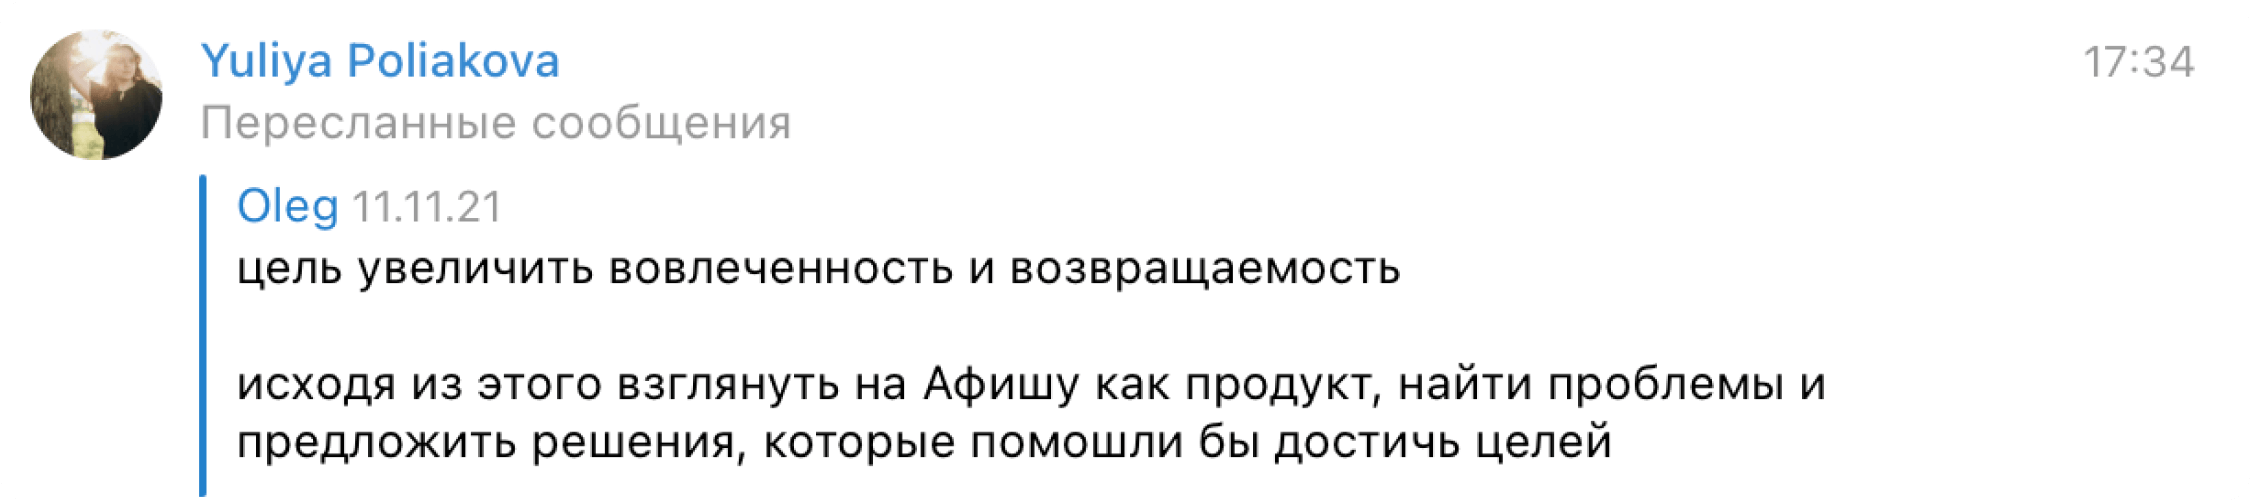 Yuliya Poliakova 17:34
Пересланные сообщения
Oleg 11.11.21
цель увеличить вовлеченность и возвращаемость
исходя из этого взглянуть на Афишу как продукт, найти проблемы и
предложить решения, которые помошли бы достичь целей